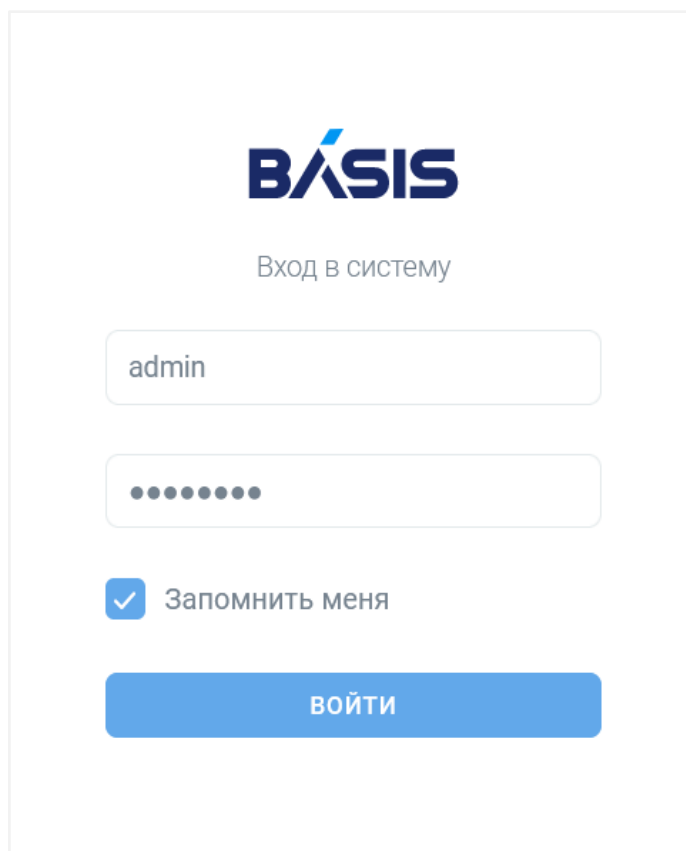 BÁSIS
Вход в систему
admin
••••••••
Запомнить меня
ВОЙТИ